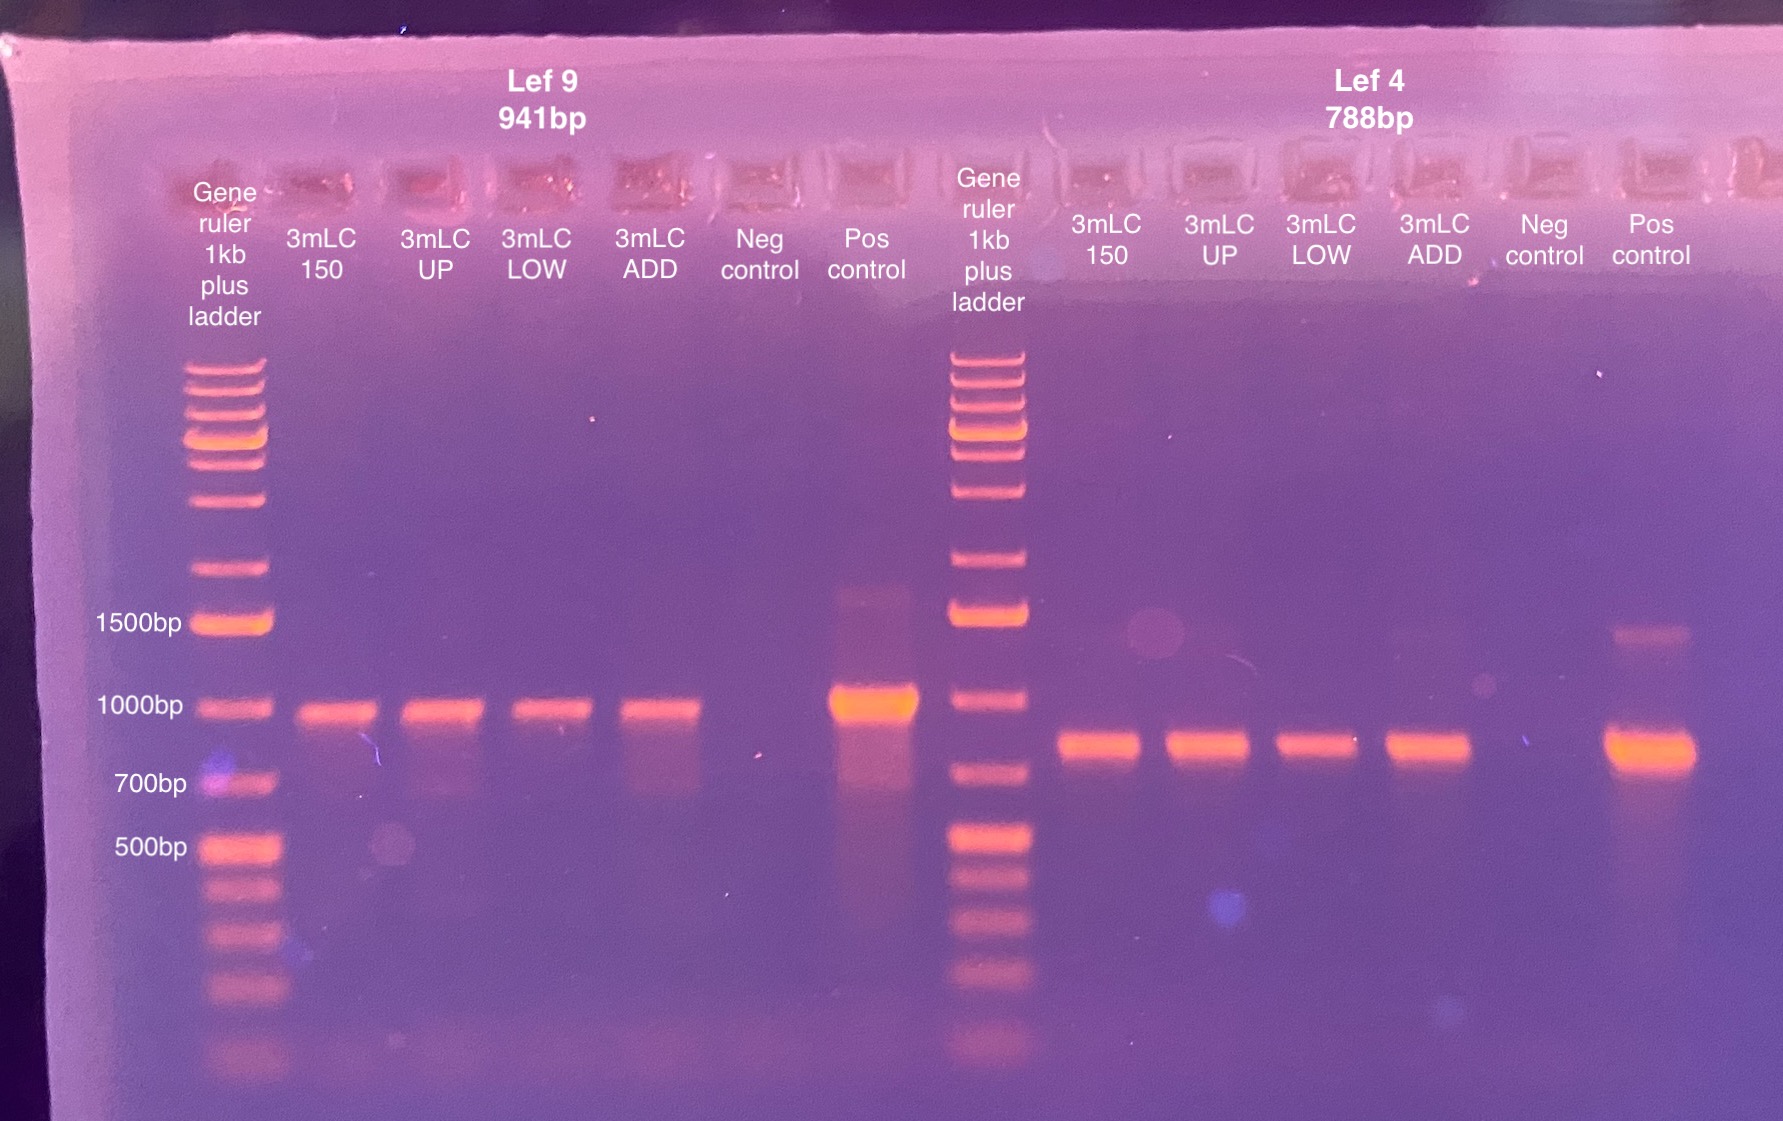 Lef 9
941bp
Lef 4
788bp
Gene
ruler
1kb
plus
ladder
3mLC
150
3mLC
UP
3mLC
LOW
3mLC
ADD
Neg
control
Pos
control
Gene
ruler
1kb
plus
ladder
3mLC
150
3mLC
UP
3mLC
LOW
3mLC
ADD
Neg
control
Pos
control
1500bp
1000bp
700bp
500bp